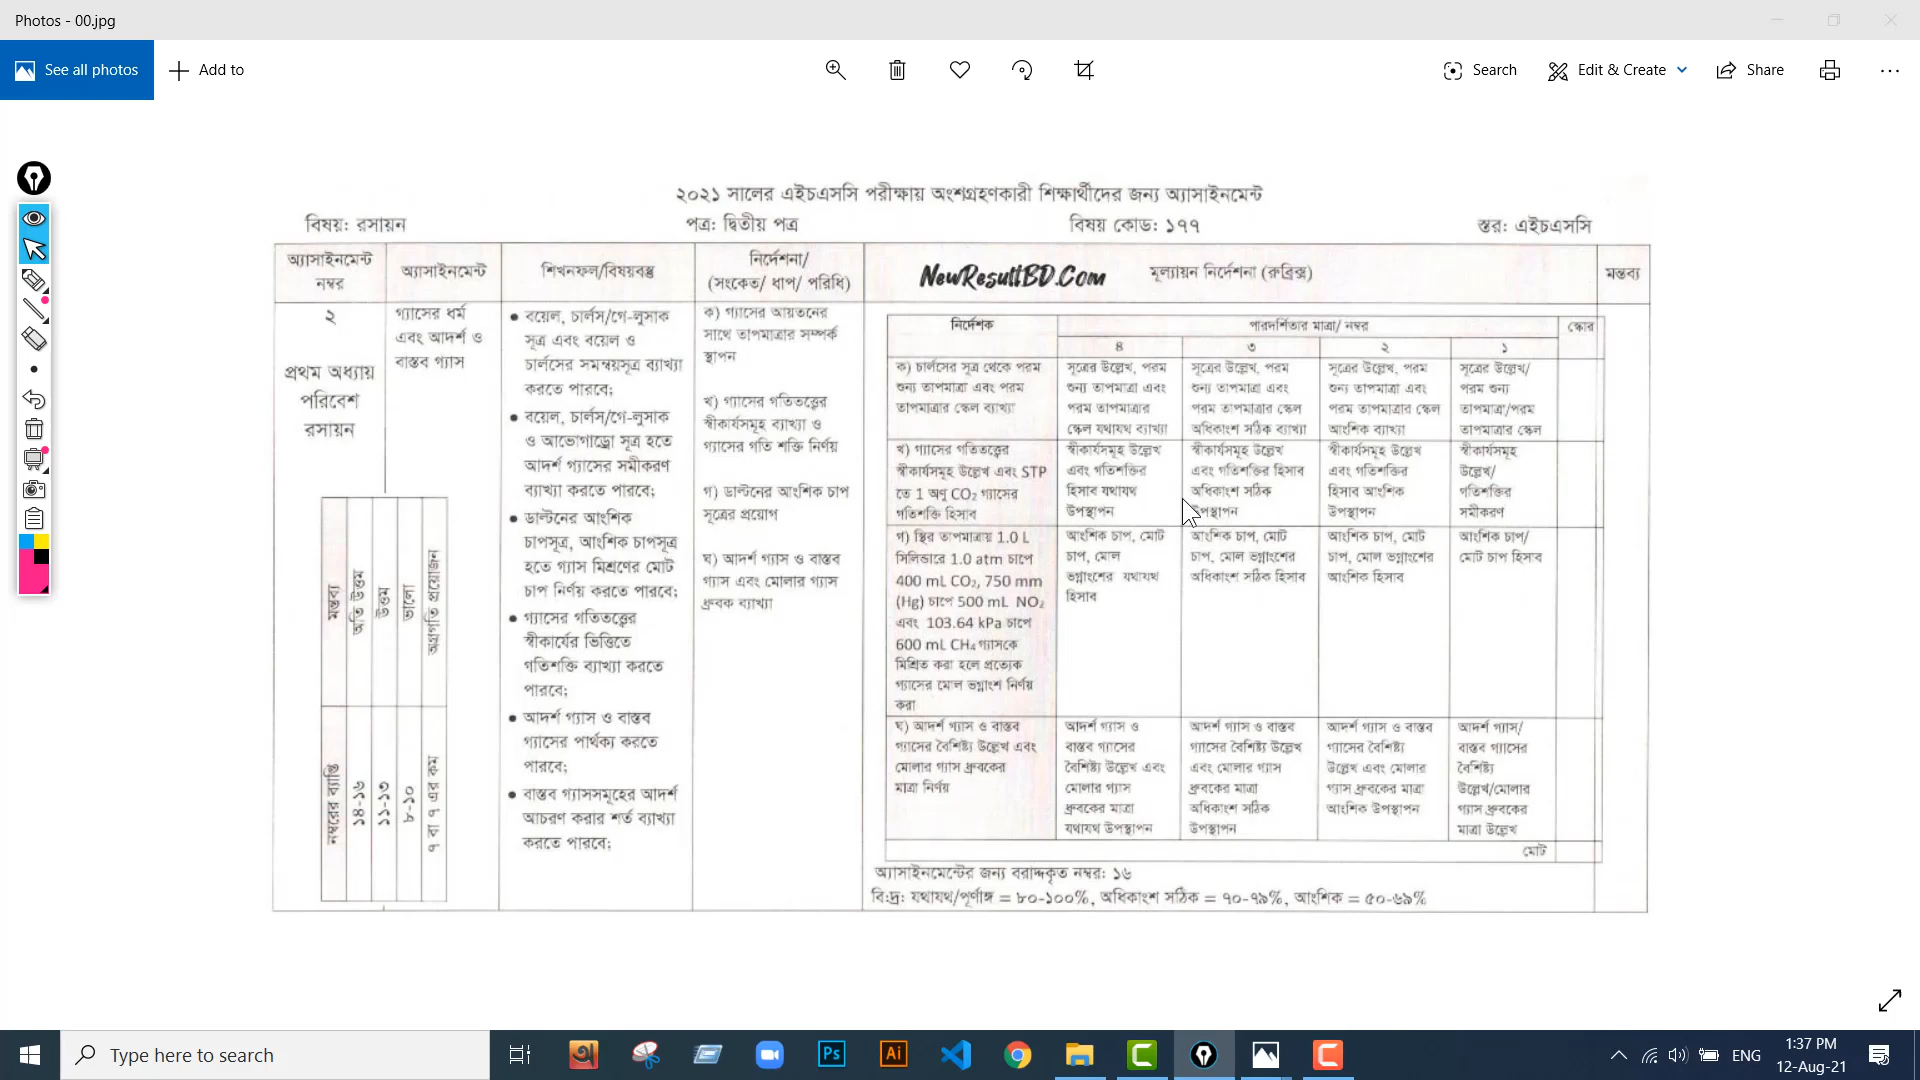 Photos - 00.jpg
See all photos
Add to
Search
Edit & Create
Share
২০২১ সালের এইচএসসি পরীক্ষায় অংশগ্রহণকারী শিক্ষার্থীদের জন্য অ্যাসাইনমেন্ট
বিষয়: রসায়ন
পত্র: দ্বিতীয় পত্র
বিষয় কোড: ১৭৭
স্তর: এইচএসসি
অ্যাসাইনমেন্ট
নম্বর
অ্যাসাইনমেন্ট
শিখনফল/বিষয়বস্তু
নির্দেশনা/
(সংকেত/ ধাপ/ পরিধি)
NewResultBD.Com
মূল্যায়ন নির্দেশনা (রুব্রিক্স)
মন্তব্য
২
প্রথম অধ্যায়
পরিবেশ
রসায়ন
গ্যাসের ধর্ম
এবং আদর্শ ও
বাস্তব গ্যাস
মন্তব্য
অতি উত্তম
উত্তম
ভালো
অগ্রগতি প্রয়োজন
নম্বরের ব্যাপ্তি
১৪-১৬
১১-১৩
৮-১০
৭ বা ৭ এর কম
• বয়েল, চার্লস/গে-লুসাক
সূত্র এবং বয়েল ও
চার্লসের সমন্বয়সূত্র ব্যাখ্যা
করতে পারবে;
• বয়েল, চার্লস/গে-লুসাক
ও আভোগাড্রো সূত্র হতে
আদর্শ গ্যাসের সমীকরণ
ব্যাখ্যা করতে পারবে;
• ডাল্টনের আংশিক
চাপসূত্র, আংশিক চাপসূত্র
হতে গ্যাস মিশ্রণের মোট
চাপ নির্ণয় করতে পারবে;
• গ্যাসের গতিতত্ত্বের
স্বীকার্যের ভিত্তিতে
গতিশক্তি ব্যাখ্যা করতে
পারবে;
• আদর্শ গ্যাস ও বাস্তব
গ্যাসের পার্থক্য করতে
পারবে;
• বাস্তব গ্যাসসমূহের আদর্শ
আচরণ করার শর্ত ব্যাখ্যা
করতে পারবে;
ক) গ্যাসের আয়তনের
সাথে তাপমাত্রার সম্পর্ক
স্থাপন
খ) গ্যাসের গতিতত্ত্বের
স্বীকার্যসমূহ ব্যাখ্যা ও
গ্যাসের গতি শক্তি নির্ণয়
গ) ডাল্টনের আংশিক চাপ
সূত্রের প্রয়োগ
ঘ) আদর্শ গ্যাস ও বাস্তব
গ্যাস এবং মোলার গ্যাস
ধ্রুবক ব্যাখ্যা
নির্দেশক
পারদর্শিতার মাত্রা/ নম্বর
স্কোর
৪
৩
২
১
ক) চার্লসের সূত্র থেকে পরম
শুন্য তাপমাত্রা এবং পরম
তাপমাত্রার স্কেল ব্যাখ্যা
সূত্রের উল্লেখ, পরম
শুন্য তাপমাত্রা এবং
পরম তাপমাত্রার
স্কেল যথাযথ ব্যাখ্যা
সূত্রের উল্লেখ, পরম
শুন্য তাপমাত্রা এবং
পরম তাপমাত্রার স্কেল
অধিকাংশ সঠিক ব্যাখ্যা
সূত্রের উল্লেখ, পরম
শুন্য তাপমাত্রা এবং
পরম তাপমাত্রার স্কেল
আংশিক ব্যাখ্যা
সূত্রের উল্লেখ/
পরম শুন্য
তাপমাত্রা/পরম
তাপমাত্রার স্কেল
খ) গ্যাসের গতিতত্ত্বের
স্বীকার্যসমূহ উল্লেখ এবং STP
তে 1 অণু CO₂ গ্যাসের
গতিশক্তি হিসাব
স্বীকার্যসমূহ উল্লেখ
এবং গতিশক্তির
হিসাব যথাযথ
উপস্থাপন
স্বীকার্যসমূহ উল্লেখ
এবং গতিশক্তির হিসাব
অধিকাংশ সঠিক
উপস্থাপন
স্বীকার্যসমূহ উল্লেখ
এবং গতিশক্তির
হিসাব আংশিক
উপস্থাপন
স্বীকার্যসমূহ
উল্লেখ/
গতিশক্তির
সমীকরণ
গ) স্থির তাপমাত্রায় 1.0 L
সিলিন্ডারে 1.0 atm চাপে
400 mL CO₂, 750 mm
(Hg) চাপে 500 mL NO₂
এবং 103.64 kPa চাপে
600 mL CH₄ গ্যাসকে
মিশ্রিত করা হলে প্রত্যেক
গ্যাসের মোল ভগ্নাংশ নির্ণয়
করা
আংশিক চাপ, মোট
চাপ, মোল
ভগ্নাংশের যথাযথ
হিসাব
আংশিক চাপ, মোট
চাপ, মোল ভগ্নাংশের
অধিকাংশ সঠিক হিসাব
আংশিক চাপ, মোট
চাপ, মোল ভগ্নাংশের
আংশিক হিসাব
আংশিক চাপ/
মোট চাপ হিসাব
ঘ) আদর্শ গ্যাস ও বাস্তব
গ্যাসের বৈশিষ্ট্য উল্লেখ এবং
মোলার গ্যাস ধ্রুবকের
মাত্রা নির্ণয়
আদর্শ গ্যাস ও
বাস্তব গ্যাসের
বৈশিষ্ট্য উল্লেখ এবং
মোলার গ্যাস
ধ্রুবকের মাত্রা
যথাযথ উপস্থাপন
আদর্শ গ্যাস ও বাস্তব
গ্যাসের বৈশিষ্ট্য উল্লেখ
এবং মোলার গ্যাস
ধ্রুবকের মাত্রা
অধিকাংশ সঠিক
উপস্থাপন
আদর্শ গ্যাস ও বাস্তব
গ্যাসের বৈশিষ্ট্য
উল্লেখ এবং মোলার
গ্যাস ধ্রুবকের মাত্রা
আংশিক উপস্থাপন
আদর্শ গ্যাস/
বাস্তব গ্যাসের
বৈশিষ্ট্য
উল্লেখ/মোলার
গ্যাস ধ্রুবকের
মাত্রা উল্লেখ
মোট
অ্যাসাইনমেন্টের জন্য বরাদ্দকৃত নম্বর: ১৬
বি:দ্র: যথাযথ/পূর্ণাঙ্গ = ৮০-১০০%, অধিকাংশ সঠিক = ৭০-৭৯%, আংশিক = ৫০-৬৯%
Type here to search
অ
Ps
Ai
ENG
1:37 PM
12-Aug-21